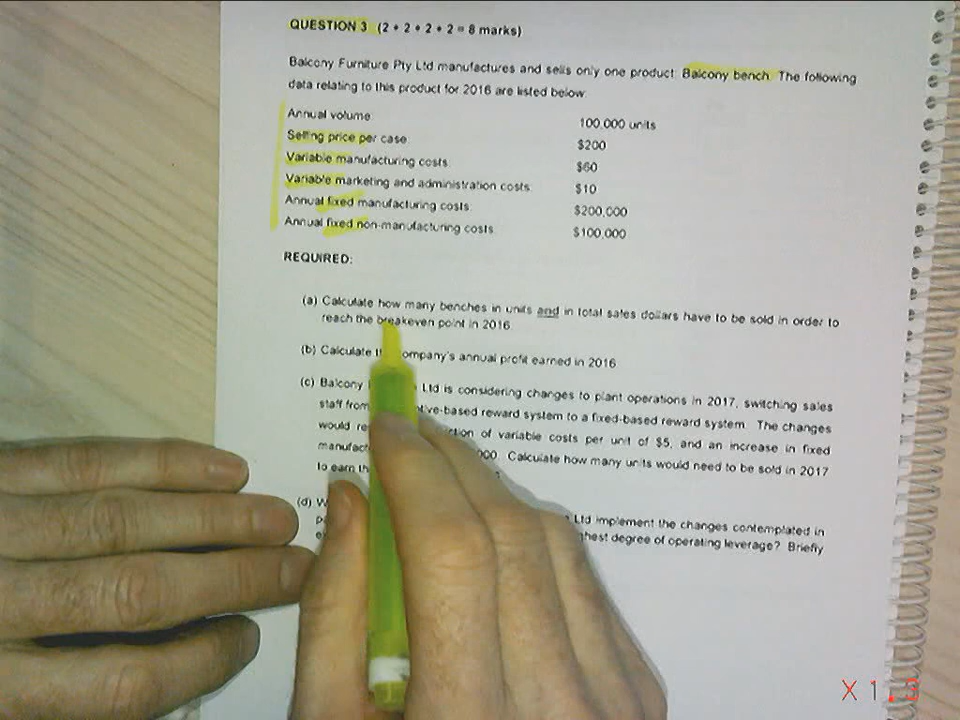 QUESTION 3 (2 + 2 + 2 + 2 = 8 marks)
Balcony Furniture Pty Ltd manufactures and sells only one product: Balcony bench. The following
data relating to this product for 2016 are listed below:
Annual volume: 100,000 units
Selling price per case: $200
Variable manufacturing costs: $60
Variable marketing and administration costs: $10
Annual fixed manufacturing costs: $200,000
Annual fixed non-manufacturing costs: $100,000
REQUIRED:
(a) Calculate how many benches in units and in total sales dollars have to be sold in order to
reach the breakeven point in 2016.
(b) Calculate company's annual profit earned in 2016
(c) Balcony Ltd is considering changes to plant operations in 2017, switching sales
staff from -based reward system to a fixed-based reward system. The changes
would of variable costs per unit of $5, and an increase in fixed
Calculate how many units would need to be sold in 2017
to earn
(d)
Ltd implement the changes contemplated in
degree of operating leverage? Briefly
X 1.